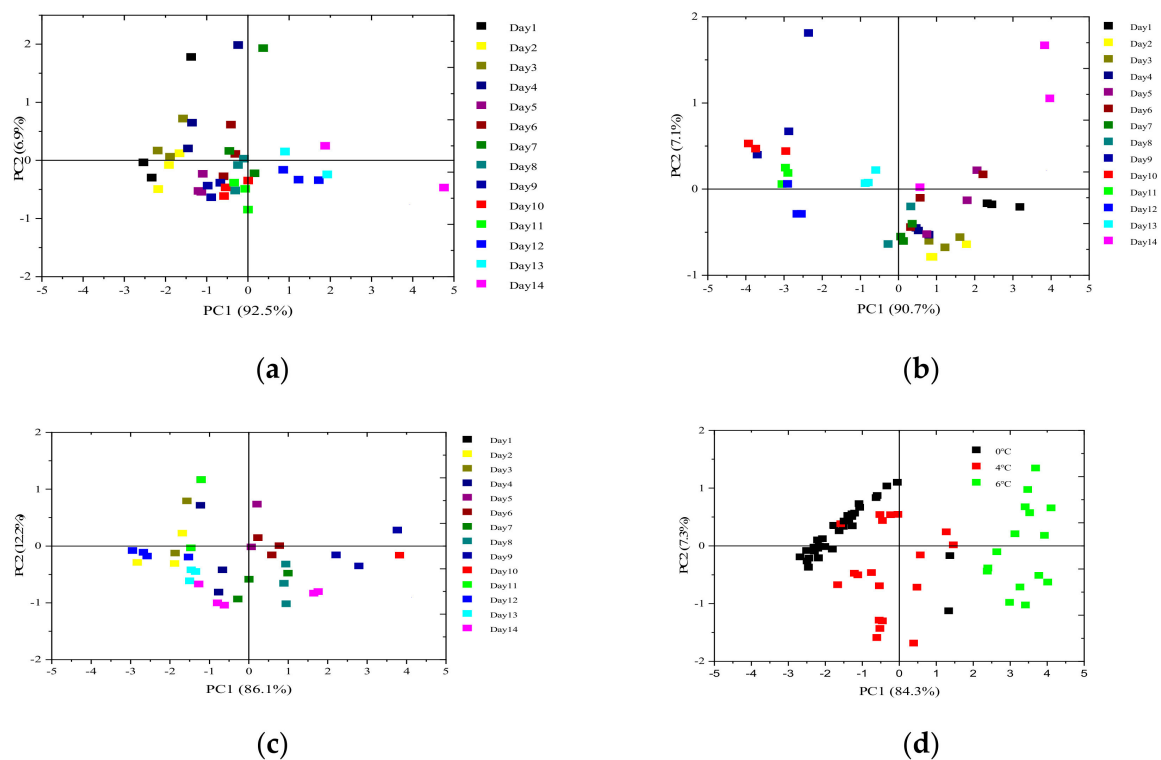 2
1
0
-1
-2
PC2 (6.9%)
-5 -4 -3 -2 -1 0 1 2 3 4 5
PC1 (92.5%)
Day1
Day2
Day3
Day4
Day5
Day6
Day7
Day8
Day9
Day10
Day11
Day12
Day13
Day14
(a)
2
1
0
-1
PC2 (7.1%)
-5 -4 -3 -2 -1 0 1 2 3 4 5
PC1 (90.7%)
Day1
Day2
Day3
Day4
Day5
Day6
Day7
Day8
Day9
Day10
Day11
Day12
Day13
Day14
(b)
2
1
0
-1
-2
PC2 (12.2%)
-5 -4 -3 -2 -1 0 1 2 3 4 5
PC1 (86.1%)
Day1
Day2
Day3
Day4
Day5
Day6
Day7
Day8
Day9
Day10
Day11
Day12
Day13
Day14
(c)
2
1
0
-1
-2
PC2 (7.3%)
-5 -4 -3 -2 -1 0 1 2 3 4 5
PC1 (84.3%)
0°C
4°C
6°C
(d)